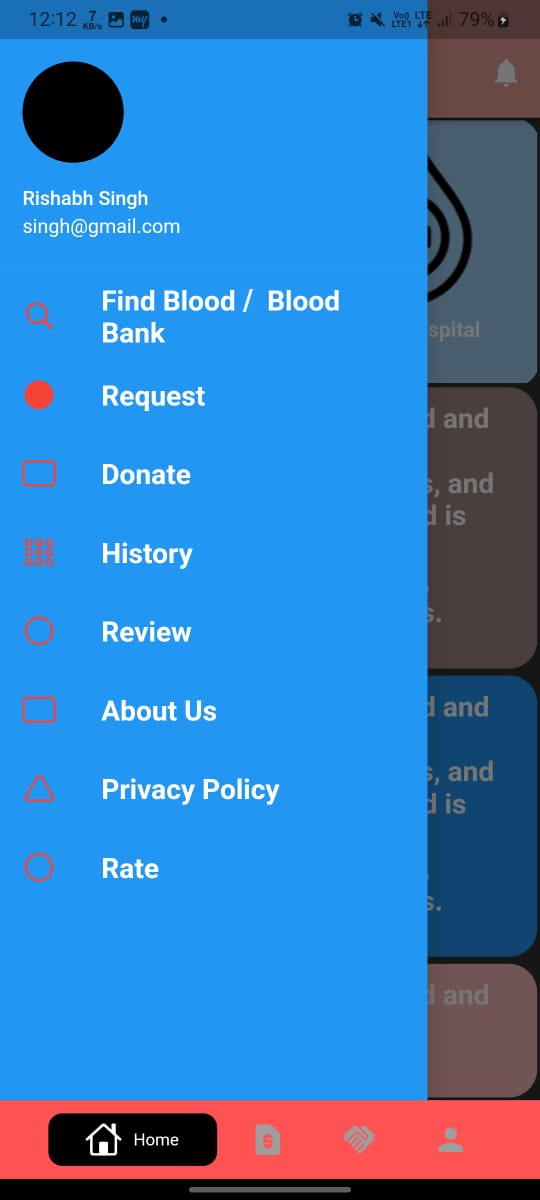 12:12 7 KB/s my Vo) LTE1 LTE 79%
Rishabh Singh
singh@gmail.com
Find Blood / Blood
Bank
Request
Donate
History
Review
About Us
Privacy Policy
Rate
spital
d and
s, and
d is
s.
d and
s, and
d is
s.
d and
$
Home